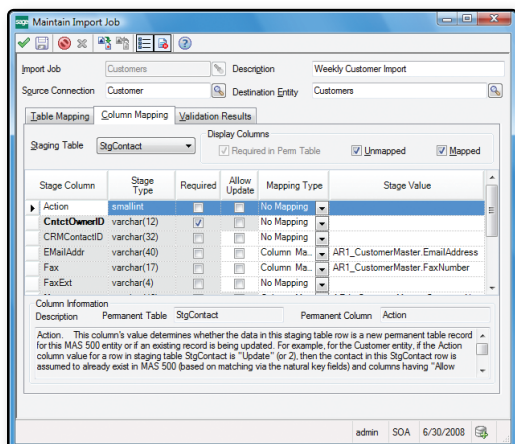 sage Maintain Import Job
Import Job Customers Description Weekly Customer Import
Source Connection Customer Destination Entity Customers
Table Mapping Column Mapping Validation Results
Display Columns
Staging Table StgContact Required in Perm Table Unmapped Mapped
Stage Column Stage Type Required Allow Update Mapping Type Stage Value
Action smallint No Mapping
CntctOwnerID varchar(12) No Mapping
CRMContactID varchar(32) No Mapping
EMailAddr varchar(40) Column Ma... AR1_CustomerMaster.EmailAddress
Fax varchar(17) Column Ma... AR1_CustomerMaster.FaxNumber
FaxExt varchar(4) No Mapping
Column Information
Description Permanent Table StgContact Permanent Column Action
Action. This column's value determines whether the data in this staging table row is a new permanent table record
for this MAS 500 entity or if an existing record is being updated. For example, for the Customer entity, if the Action
column value for a row in staging table StgContact is "Update" (or 2), then the contact in this StgContact row is
assumed to already exist in MAS 500 (based on matching via the natural key fields) and columns having "Allow
admin SOA 6/30/2008